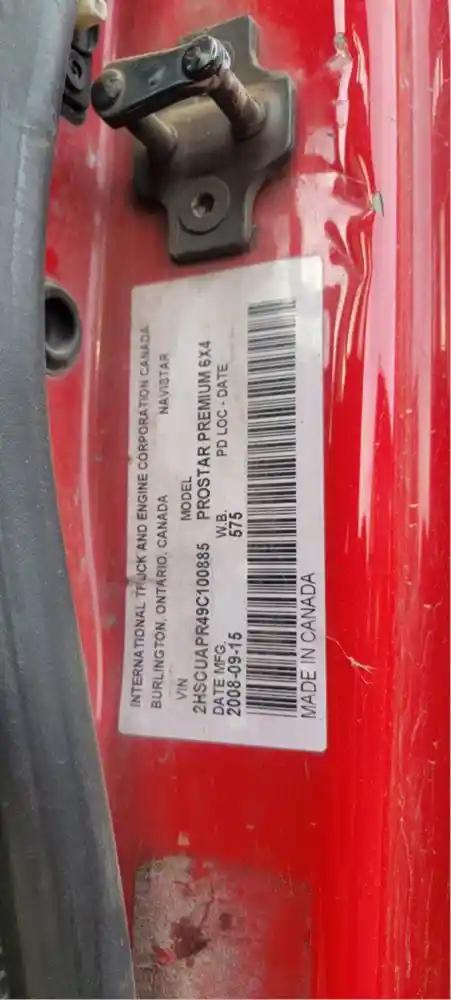 INTERNATIONAL TRUCK AND ENGINE CORPORATION CANADA
BURLINGTON, ONTARIO, CANADA NAVISTAR
VIN MODEL
2HSCUAPR49C100885 PROSTAR PREMIUM 6X4
DATE MFG. W.B. PD LOC - DATE
2008-09-15 575
MADE IN CANADA